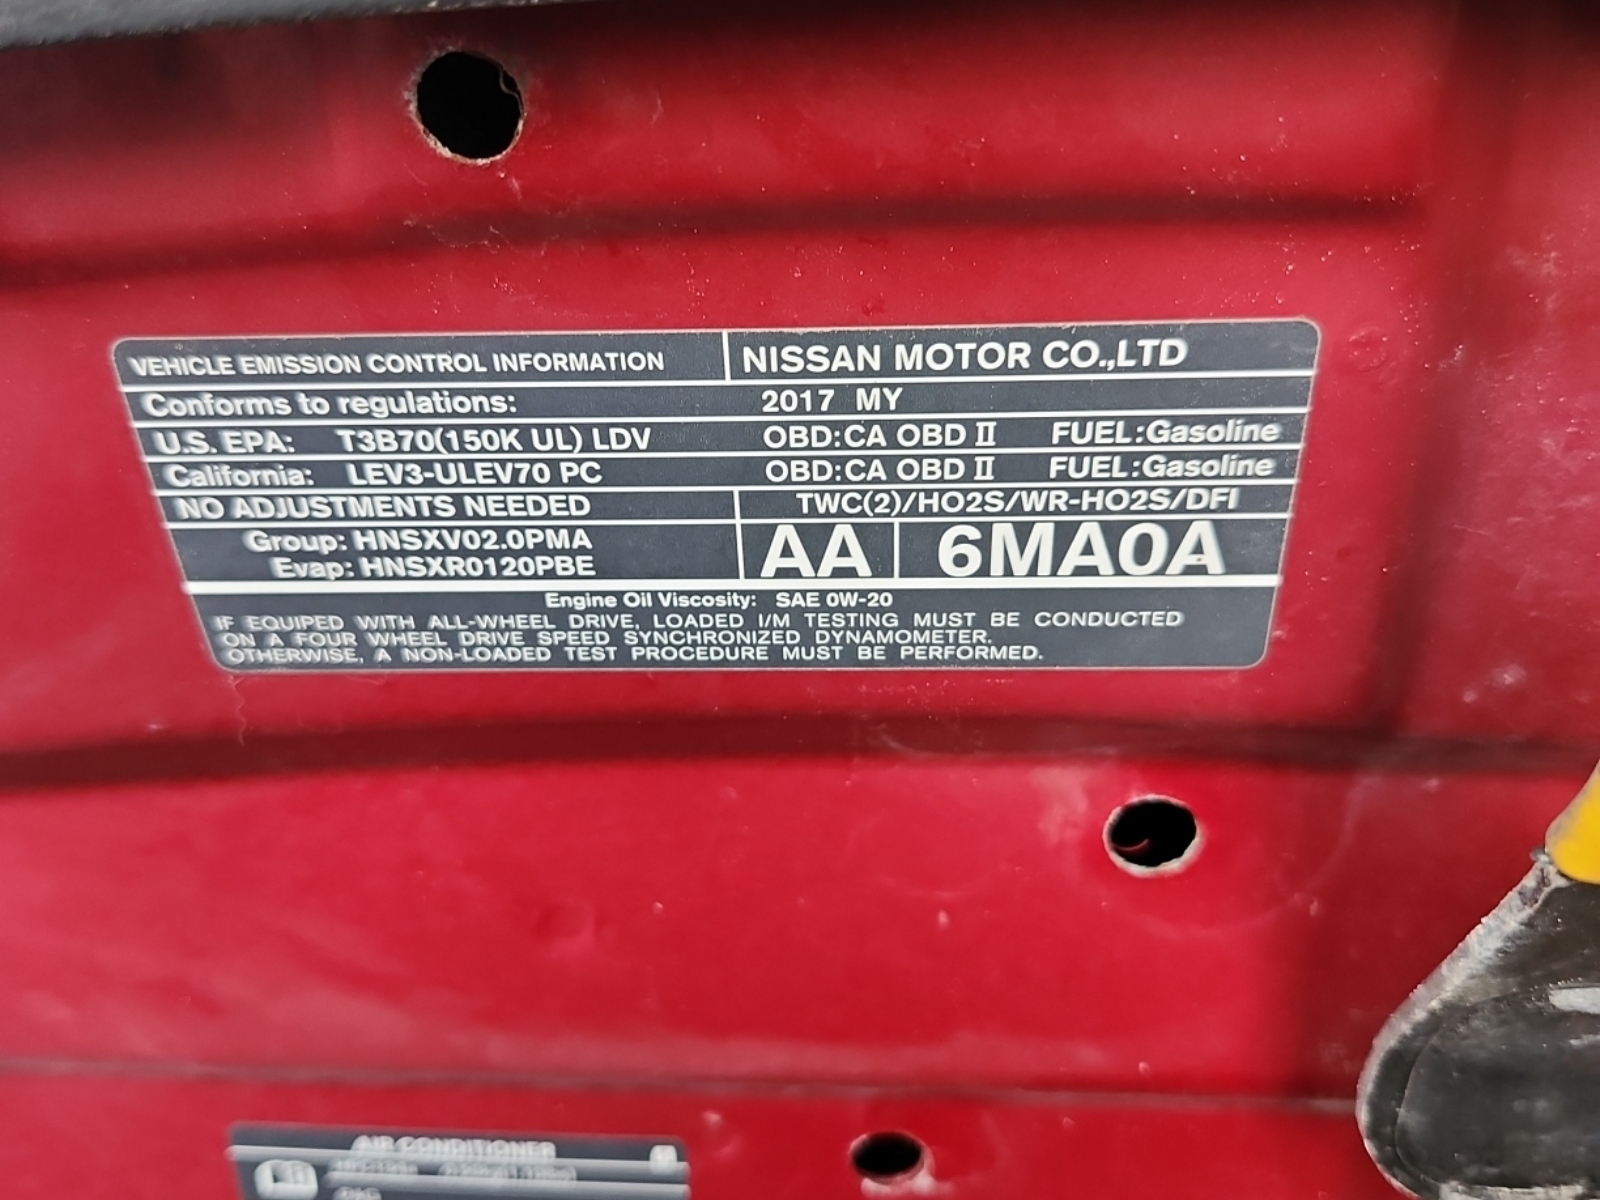 VEHICLE EMISSION CONTROL INFORMATION NISSAN MOTOR CO.,LTD
Conforms to regulations: 2017 MY
U.S. EPA: T3B70(150K UL) LDV OBD:CA OBD II FUEL:Gasoline
California: LEV3-ULEV70 PC OBD:CA OBD II FUEL:Gasoline
NO ADJUSTMENTS NEEDED TWC(2)/HO2S/WR-HO2S/DFI
Group: HNSXV02.0PMA
Evap: HNSXR0120PBE
AA 6MA0A
Engine Oil Viscosity: SAE 0W-20
IF EQUIPED WITH ALL-WHEEL DRIVE, LOADED I/M TESTING MUST BE CONDUCTED
ON A FOUR WHEEL DRIVE SPEED SYNCHRONIZED DYNAMOMETER.
OTHERWISE, A NON-LOADED TEST PROCEDURE MUST BE PERFORMED.
AIR CONDITIONER